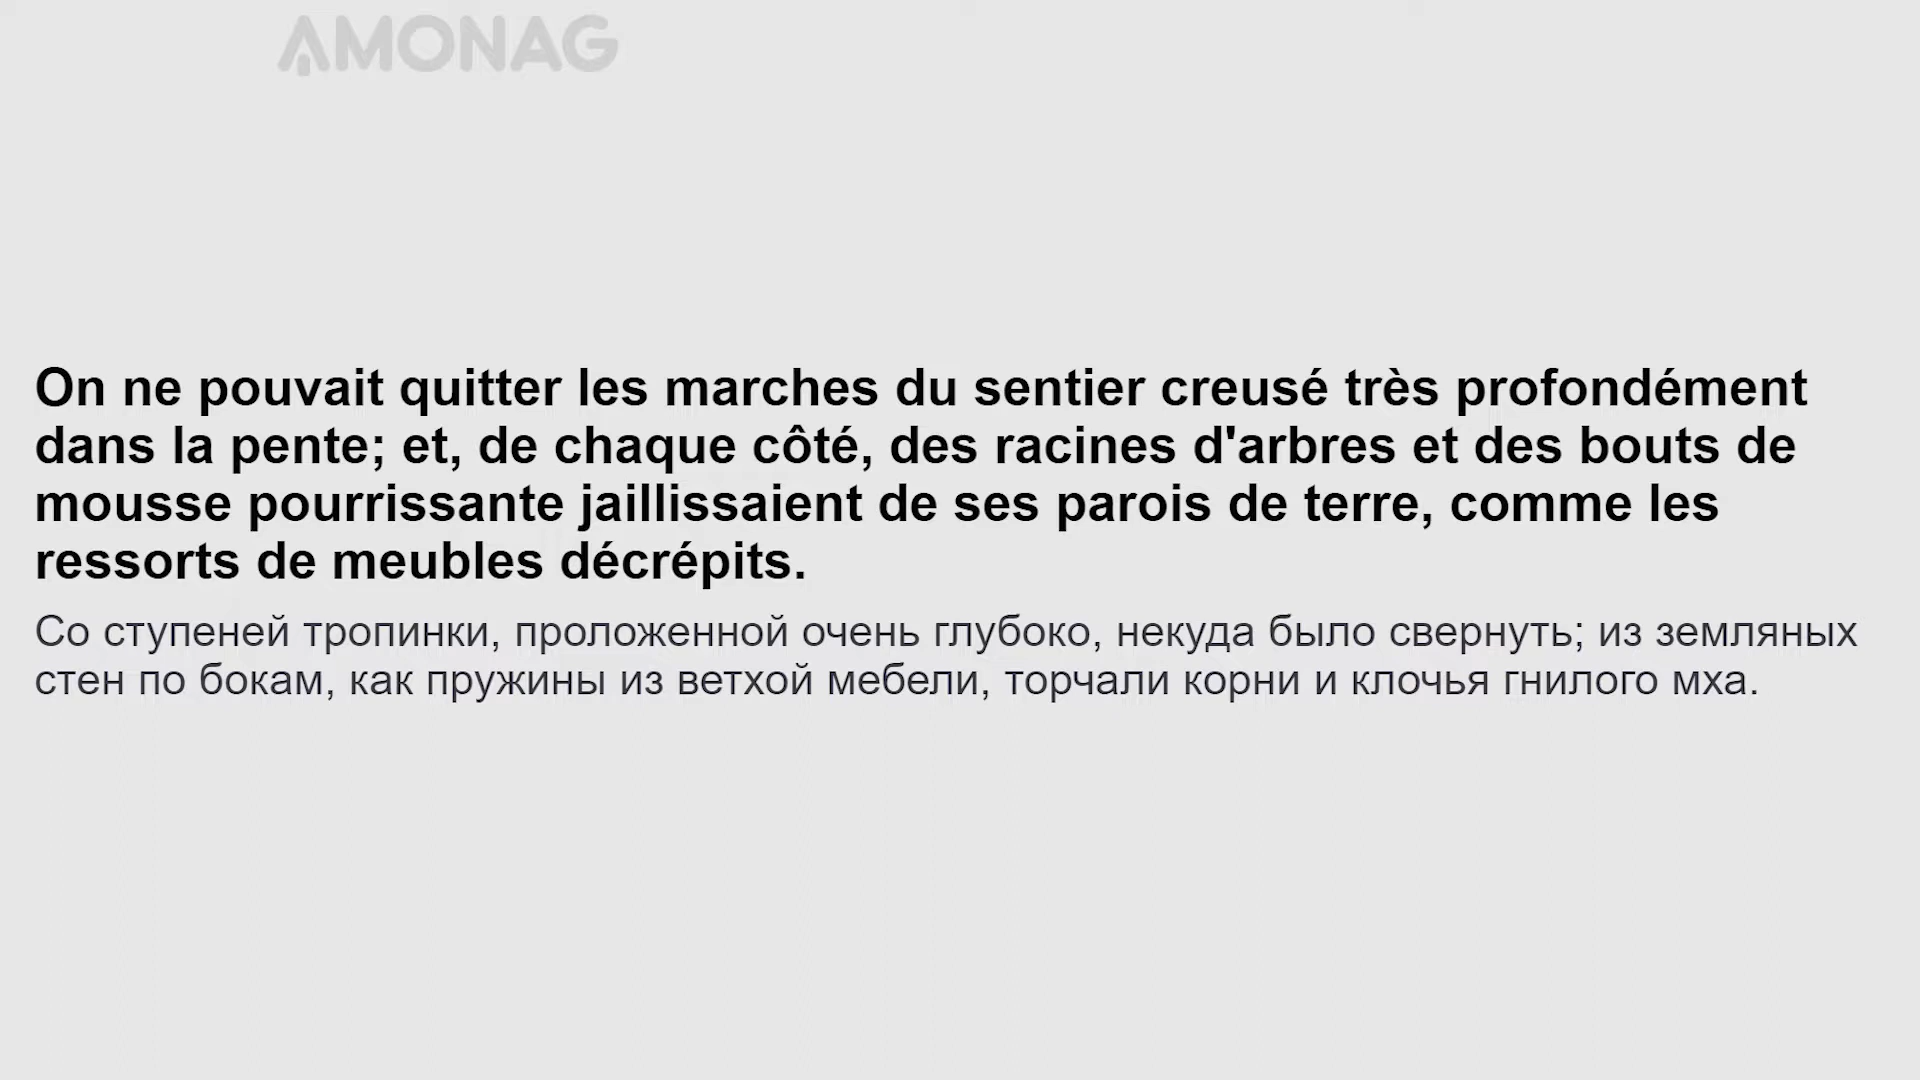 AMONAG
On ne pouvait quitter les marches du sentier creusé très profondément
dans la pente; et, de chaque côté, des racines d'arbres et des bouts de
mousse pourrissante jaillissaient de ses parois de terre, comme les
ressorts de meubles décrépits.
Со ступеней тропинки, проложенной очень глубоко, некуда было свернуть; из земляных
стен по бокам, как пружины из ветхой мебели, торчали корни и клочья гнилого мха.